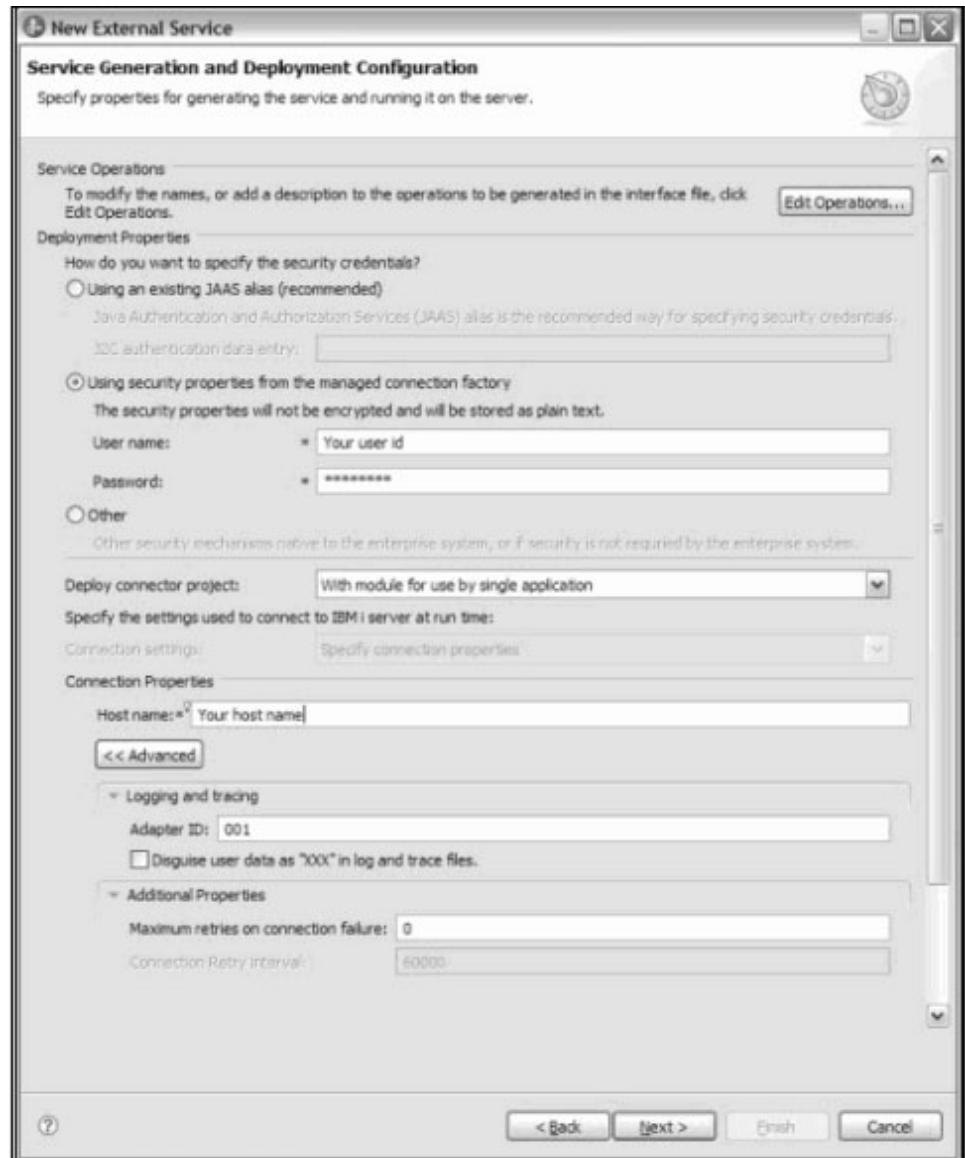 New External Service
Service Generation and Deployment Configuration
Specify properties for generating the service and running it on the server.
Service Operations
To modify the names, or add a description to the operations to be generated in the interface file, click
Edit Operations.
Edit Operations...
Deployment Properties
How do you want to specify the security credentials?
Using an existing JAAS alias (recommended)
Java Authentication and Authorization Services (JAAS) alias is the recommended way for specifying security credentials.
J2C authentication data entry:
Using security properties from the managed connection factory
The security properties will not be encrypted and will be stored as plain text.
User name: * Your user id
Password: * ********
Other
Other security mechanisms native to the enterprise system, or if security is not requried by the enterprise system.
Deploy connector project: With module for use by single application
Specify the settings used to connect to IBM i server at run time:
Connection settings: Specify connection properties
Connection Properties
Host name:* Your host name
<< Advanced
Logging and tracing
Adapter ID: 001
Disguise user data as "XXX" in log and trace files.
Additional Properties
Maximum retries on connection failure: 0
Connection Retry Interval: 60000
? < Back Next > Finish Cancel